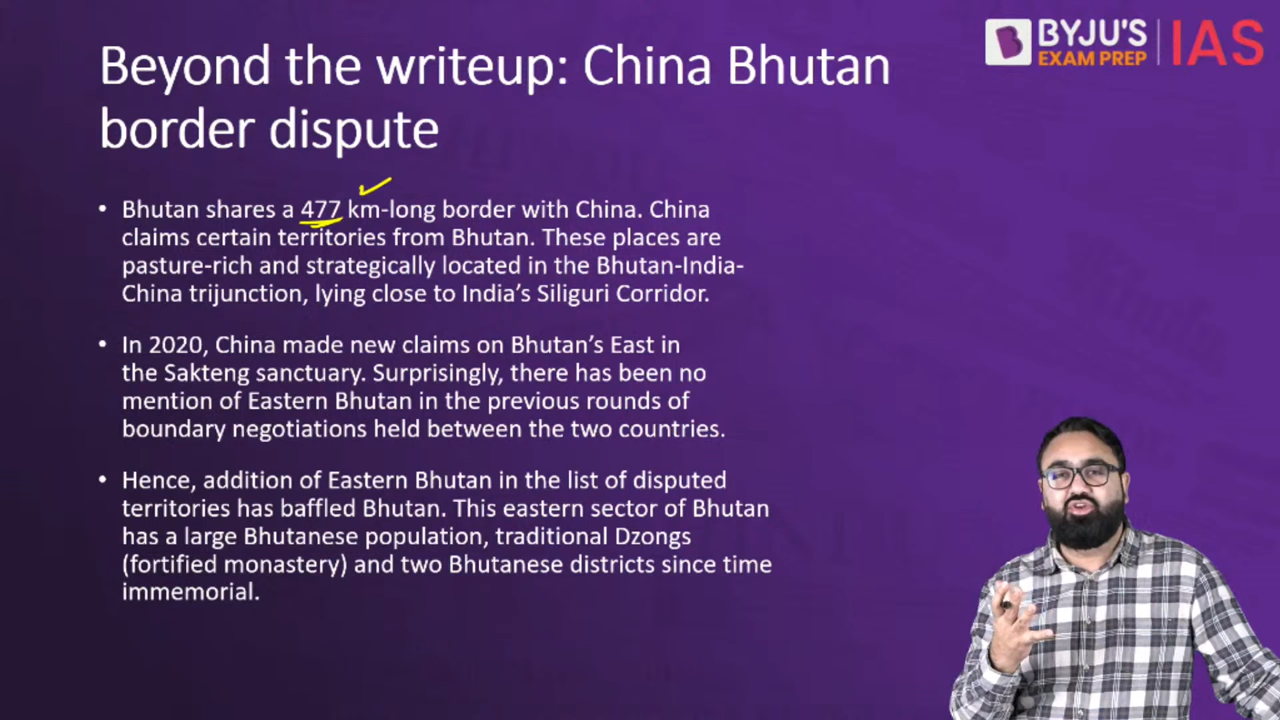 Beyond the writeup: China Bhutan
border dispute
BYJU'S
EXAM PREP
IAS
• Bhutan shares a 477 km-long border with China. China
claims certain territories from Bhutan. These places are
pasture-rich and strategically located in the Bhutan-India-
China trijunction, lying close to India's Siliguri Corridor.
• In 2020, China made new claims on Bhutan's East in
the Sakteng sanctuary. Surprisingly, there has been no
mention of Eastern Bhutan in the previous rounds of
boundary negotiations held between the two countries.
• Hence, addition of Eastern Bhutan in the list of disputed
territories has baffled Bhutan. This eastern sector of Bhutan
has a large Bhutanese population, traditional Dzongs
(fortified monastery) and two Bhutanese districts since time
immemorial.